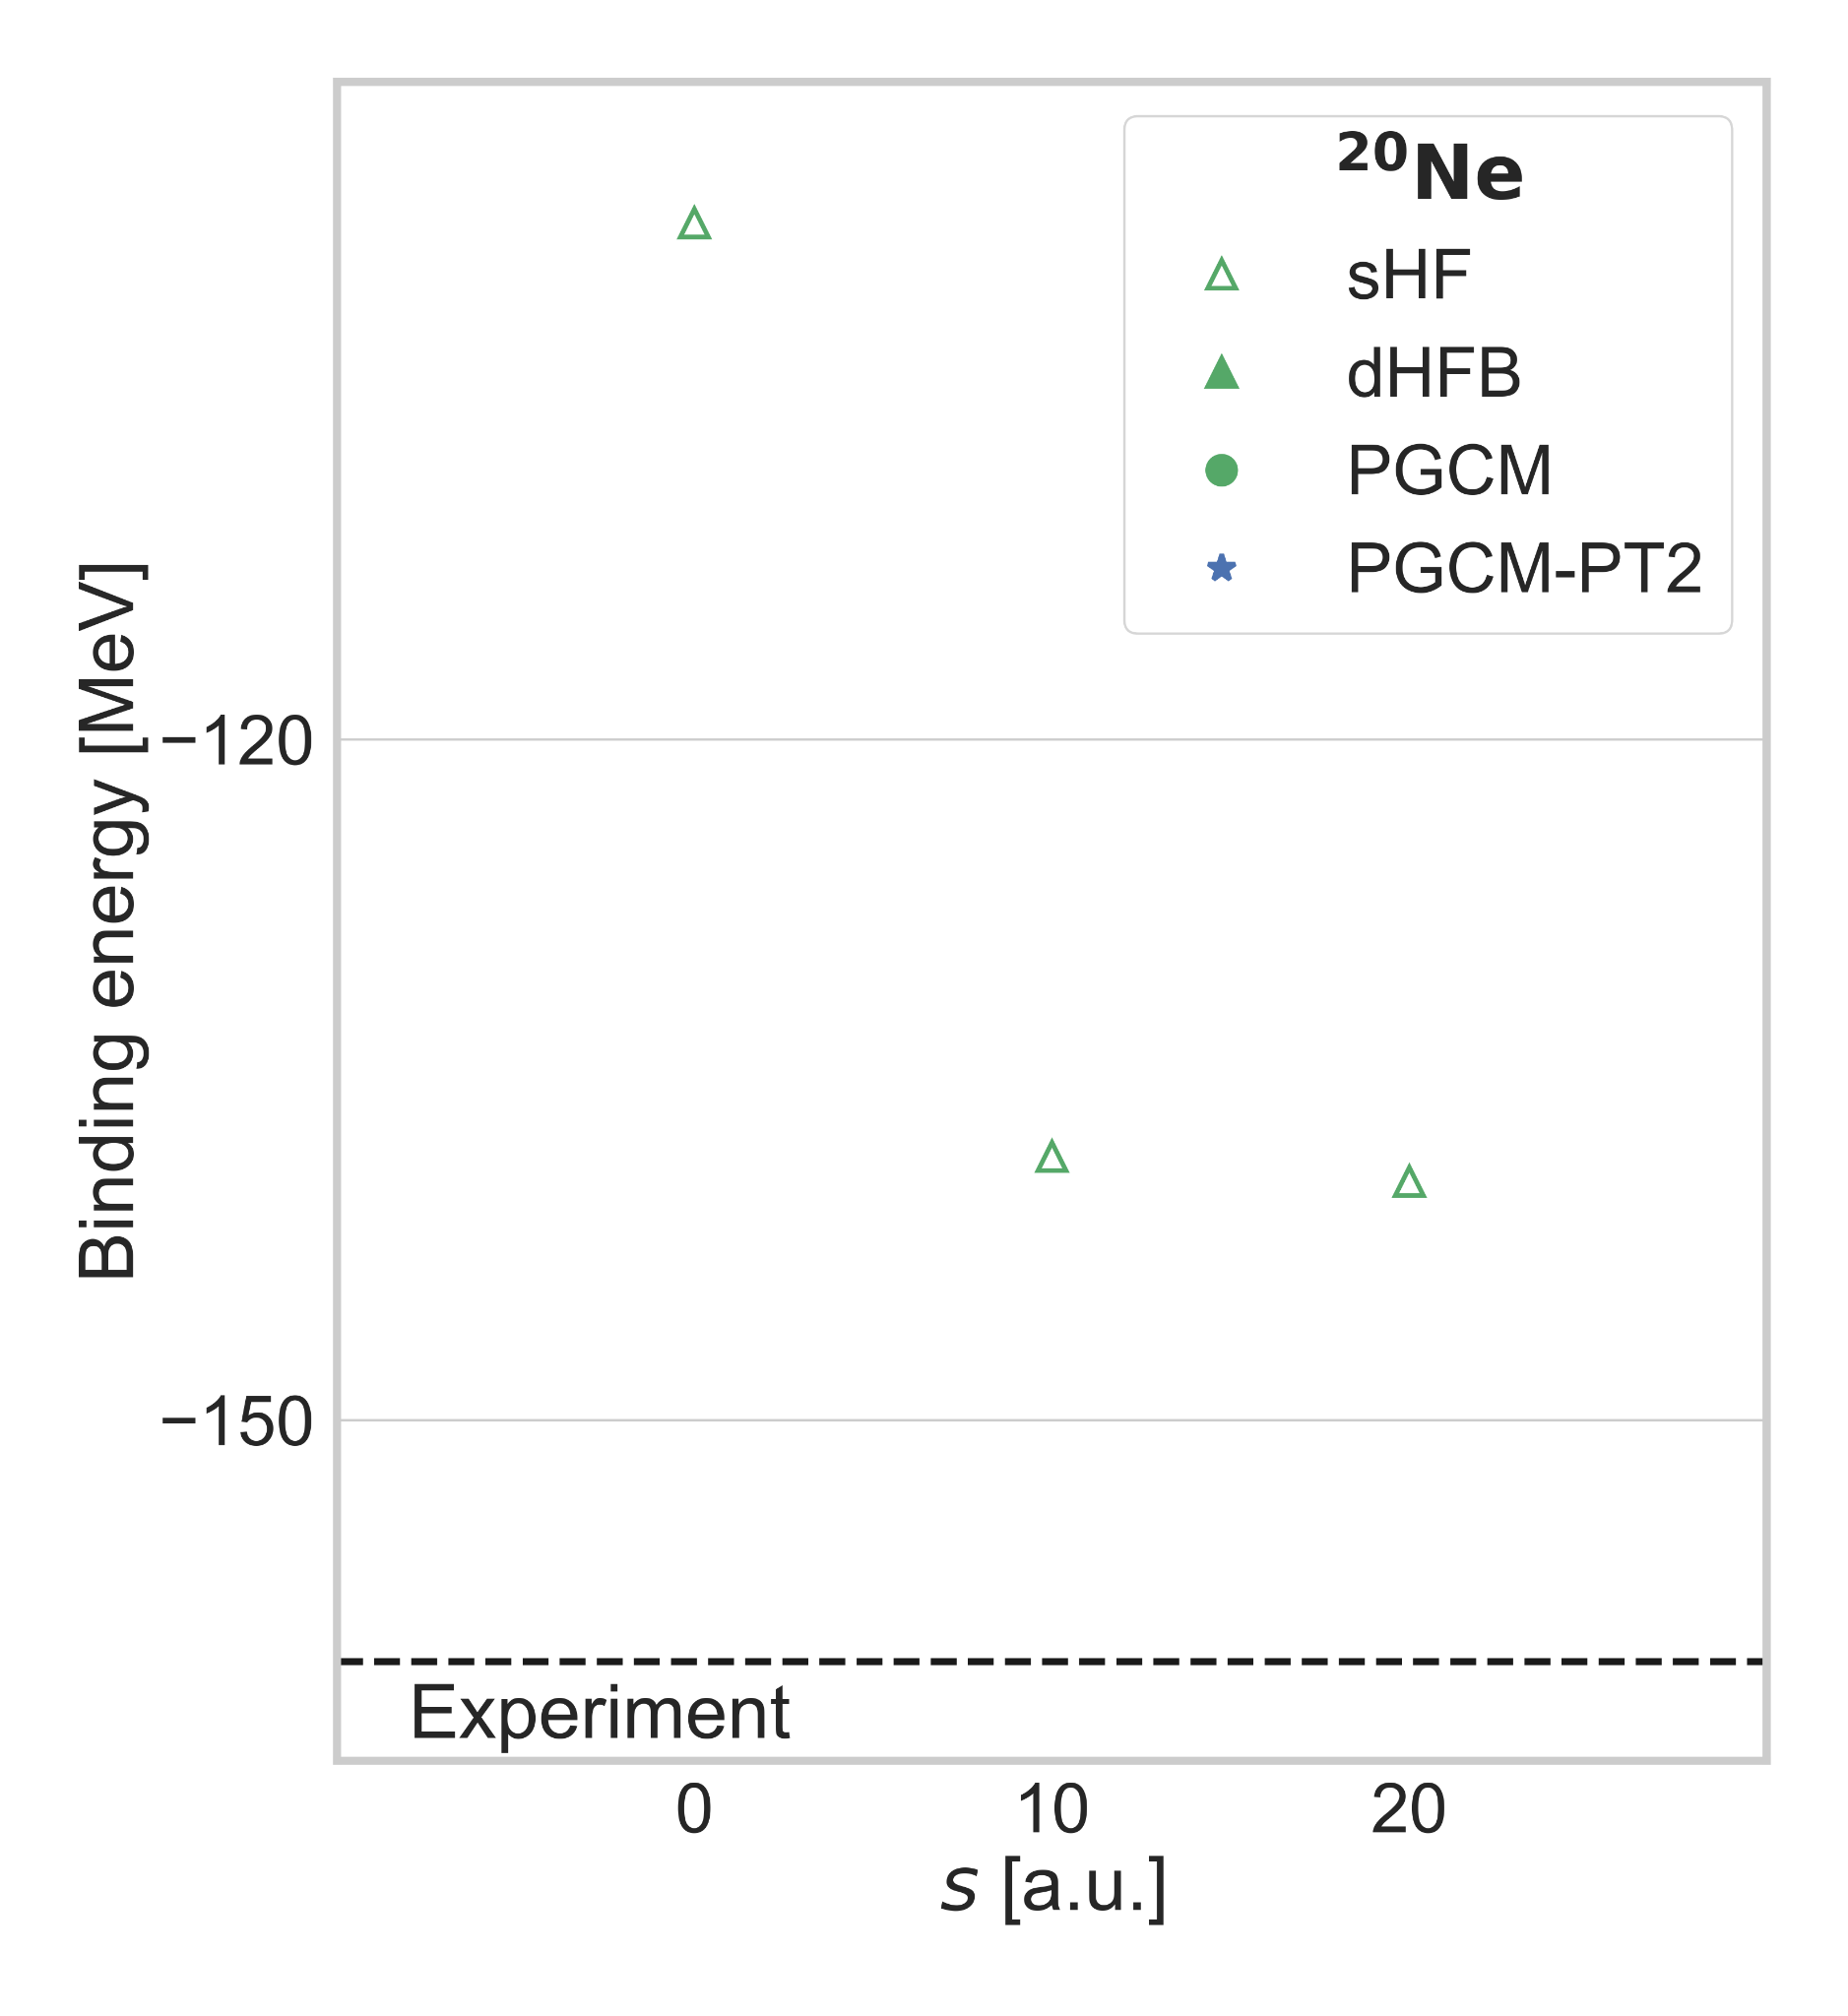 ²⁰Ne
sHF
dHFB
PGCM
PGCM-PT2
Binding energy [MeV]
−120
−150
Experiment
0 10 20
s [a.u.]